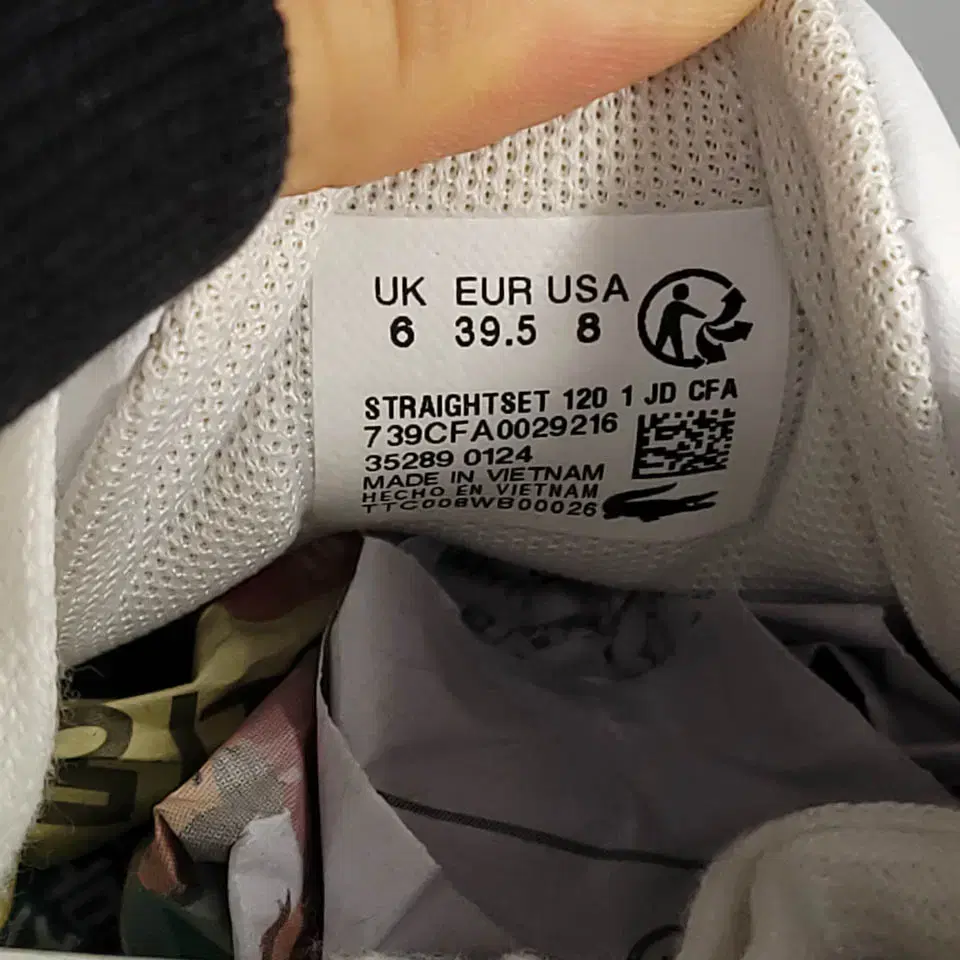 UK EUR USA
6 39.5 8
STRAIGHTSET 120 1 JD CFA
739CFA0029216
35289 0124
MADE IN VIETNAM
HECHO EN VIETNAM
TTC008WB00026